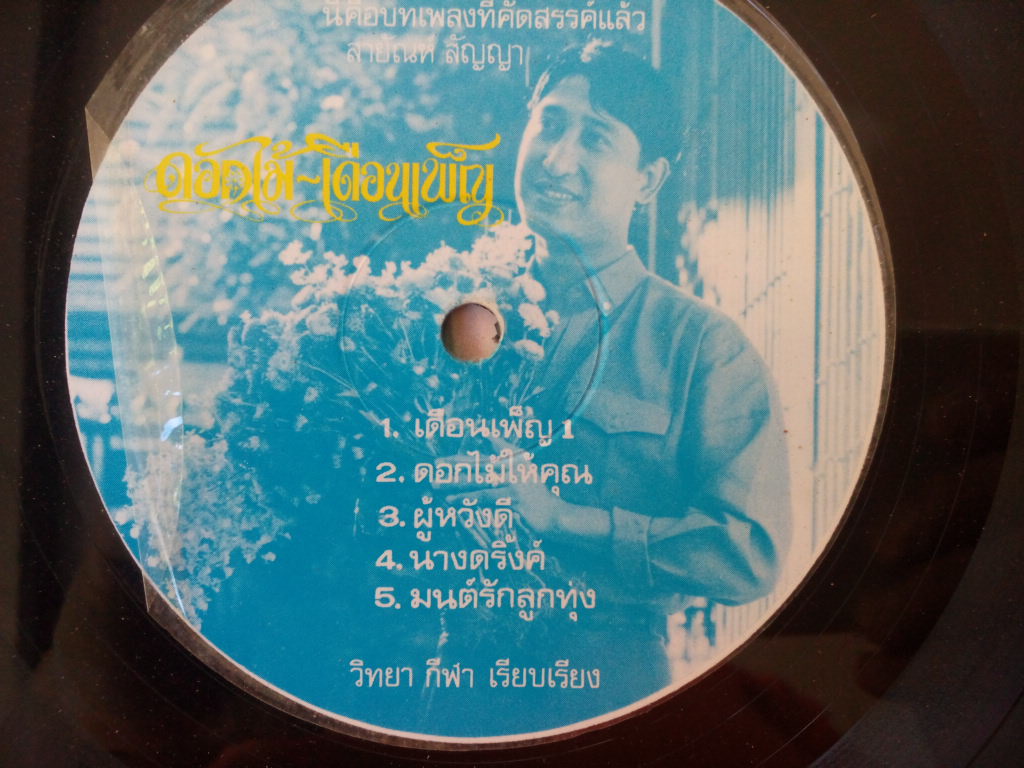 นี่คือบทเพลงที่คัดสรรค์แล้ว
สายัณห์ สัญญา
ดอกไม้~เดือนเพ็ญ
1. เดือนเพ็ญ 1
2. ดอกไม้ให้คุณ
3. ผู้หวังดี
4. นางดริ๊งค์
5. มนต์รักลูกทุ่ง
วิทยา กีฬา เรียบเรียง